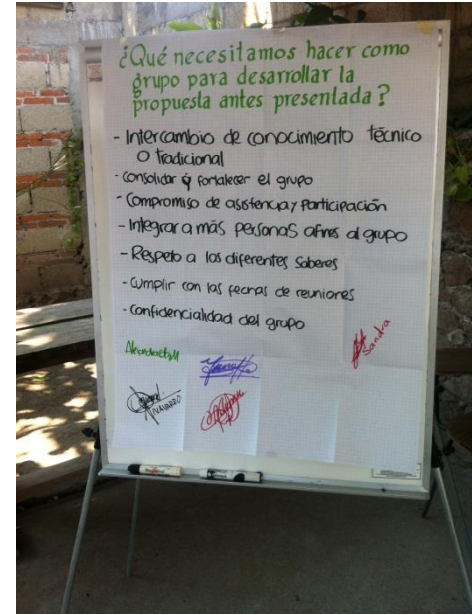 ¿Qué necesitamos hacer como
grupo para desarrollar la
propuesta antes presentada?
- Intercambio de conocimiento técnico
o tradicional
- consolidar y fortalecer el grupo
- Compromiso de asistencia y Participación
- Integrar a más personas afines al grupo
- Respeto a los diferentes saberes
- Cumplir con las fechas de reuniones
- Confidencialidad del grupo
Sandra
NAVARRO